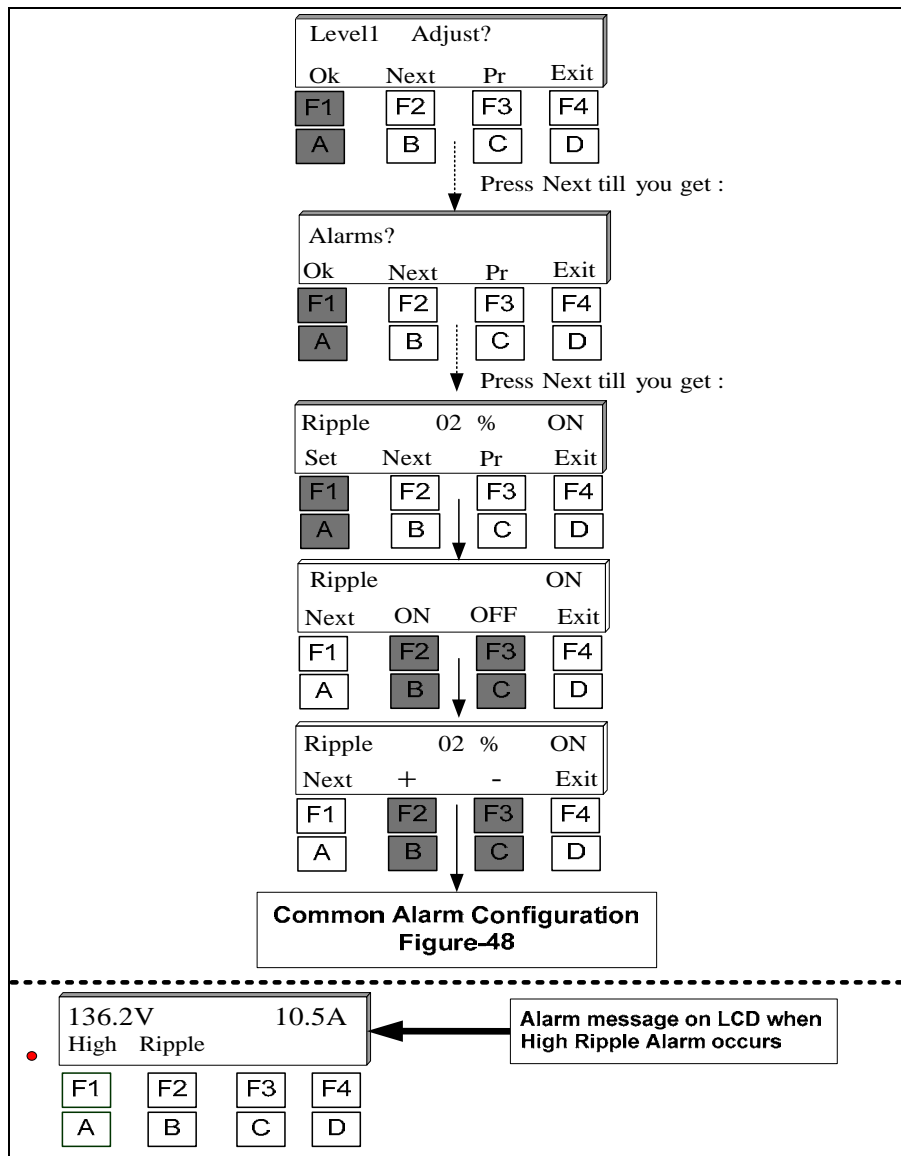 Level1 Adjust?
Ok Next Pr Exit
F1 F2 F3 F4
A B C D
Press Next till you get :
Alarms?
Ok Next Pr Exit
F1 F2 F3 F4
A B C D
Press Next till you get :
Ripple 02 % ON
Set Next Pr Exit
F1 F2 F3 F4
A B C D
Ripple ON
Next ON OFF Exit
F1 F2 F3 F4
A B C D
Ripple 02 % ON
Next + - Exit
F1 F2 F3 F4
A B C D
Common Alarm Configuration
Figure-48
136.2V 10.5A
High Ripple
Alarm message on LCD when
High Ripple Alarm occurs
F1 F2 F3 F4
A B C D